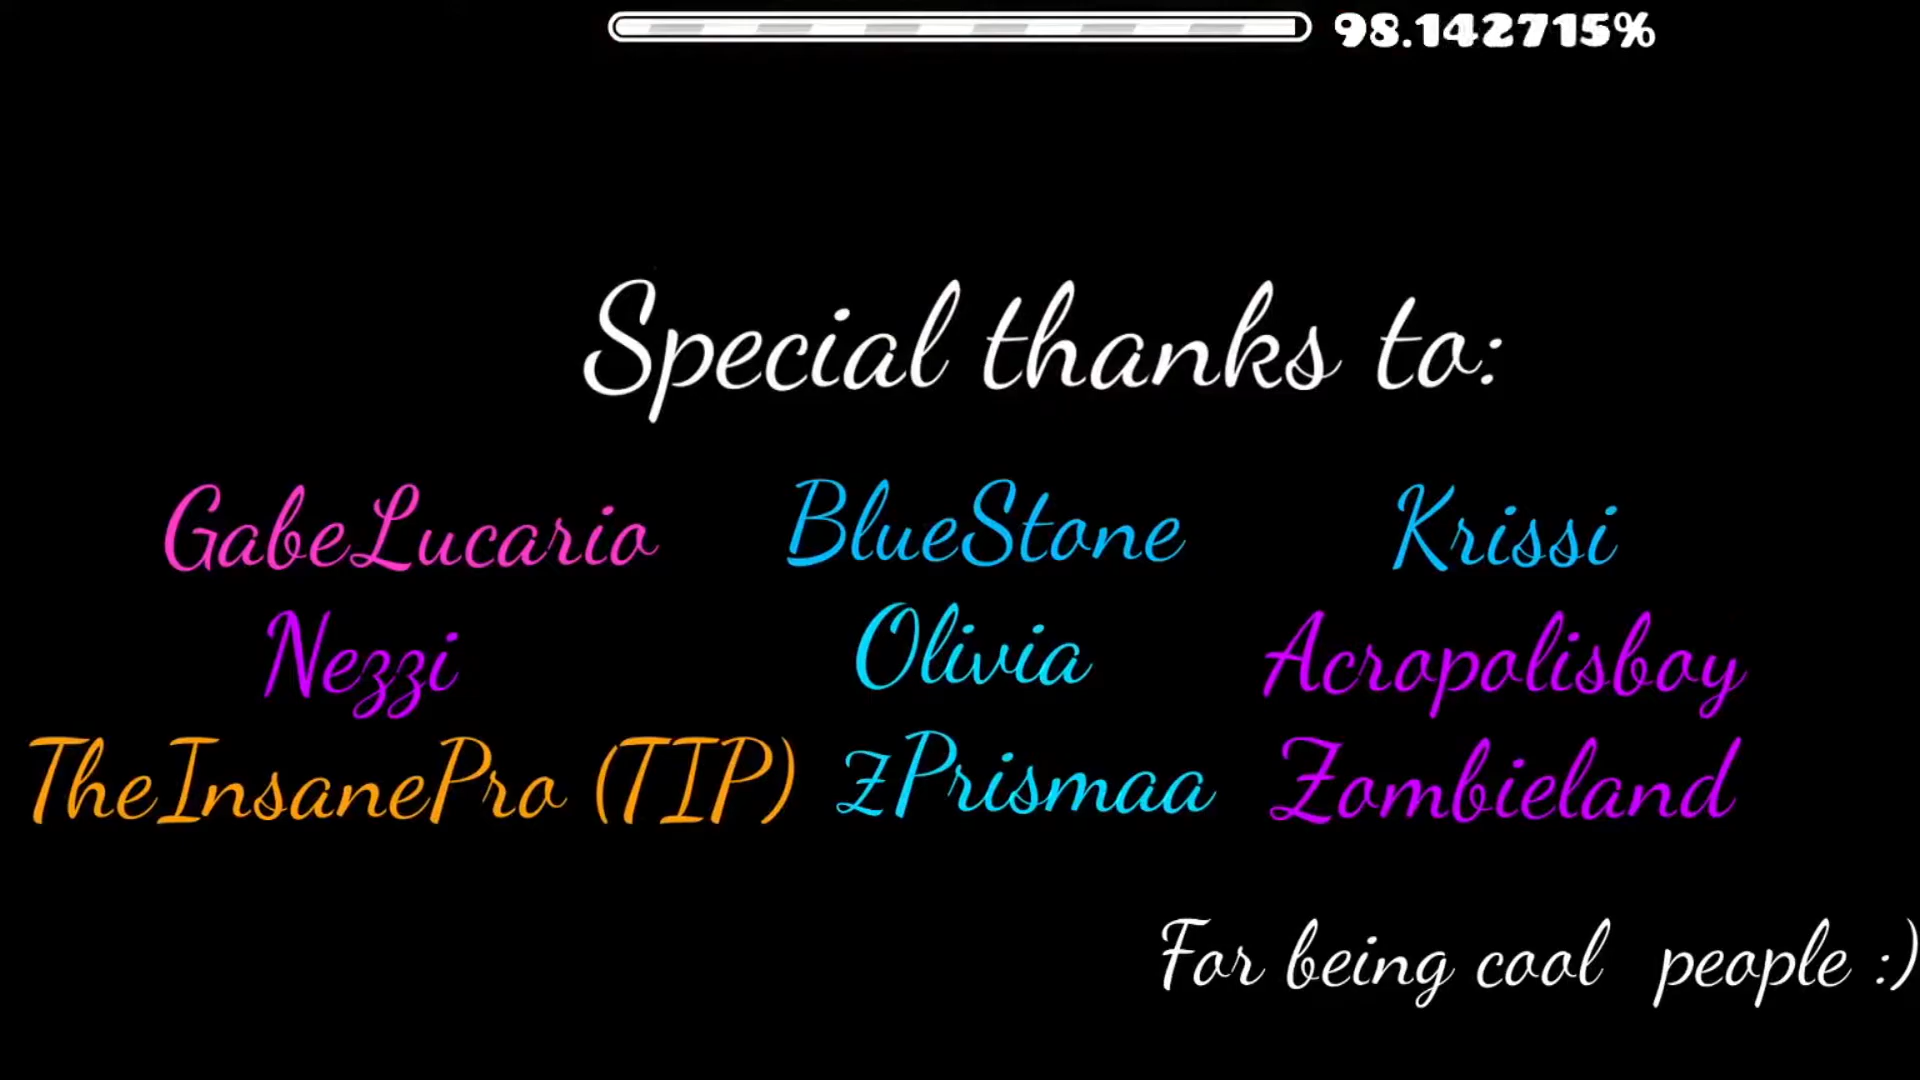 98.142715%
Special thanks to:
GabeLucario BlueStone Krissi
Nezzi Olivia Acropolisboy
TheInsanePro (TIP) zPrismaa Zombieland
For being cool people :)